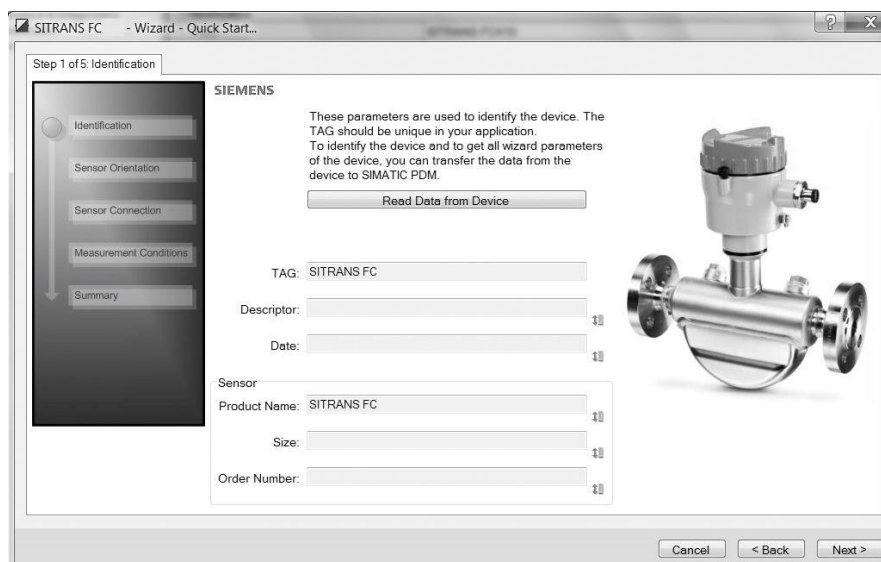 SITRANS FC - Wizard - Quick Start...
Step 1 of 5: Identification
SIEMENS
Identification
Sensor Orientation
Sensor Connection
Measurement Conditions
Summary
These parameters are used to identify the device. The
TAG should be unique in your application.
To identify the device and to get all wizard parameters
of the device, you can transfer the data from the
device to SIMATIC PDM.
Read Data from Device
TAG: SITRANS FC
Descriptor:
Date:
Sensor
Product Name: SITRANS FC
Size:
Order Number:
Cancel
< Back
Next >